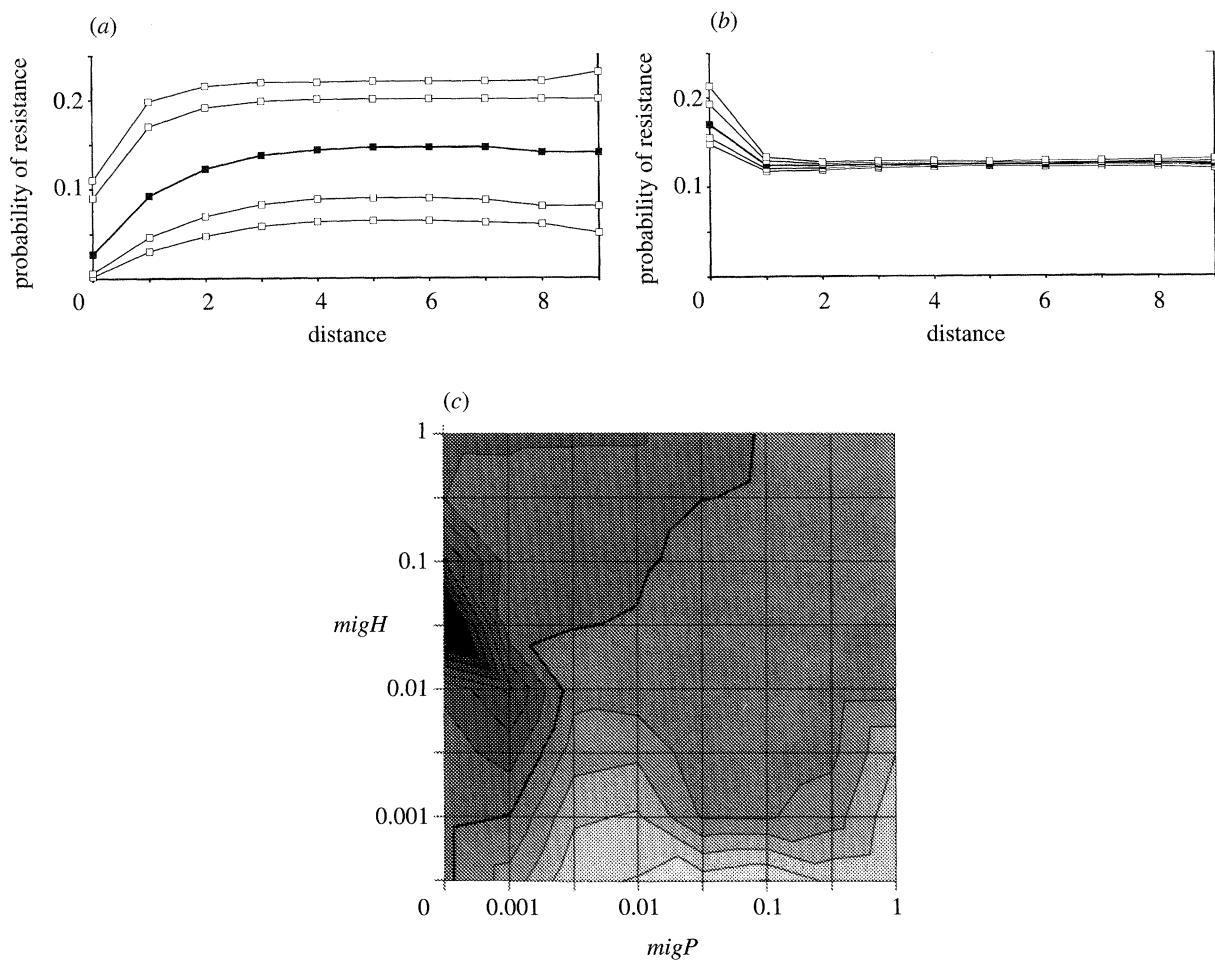 (a)
probability of resistance
0.2
0.1
0 2 4 6 8
distance
(b)
probability of resistance
0.2
0.1
0 2 4 6 8
distance
(c)
1
0.1
migH
0.01
0.001
0 0.001 0.01 0.1 1
migP